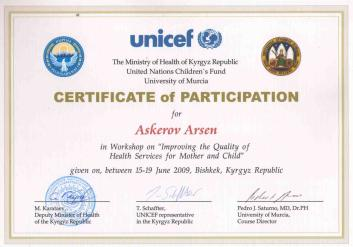 unicef
The Ministry of Health of Kyrgyz Republic
United Nations Children's Fund
University of Murcia
CERTIFICATE of PARTICIPATION
for
Askerov Arsen
in Workshop on "Improving the Quality of
Health Services for Mother and Child"
given on, between 15-19 June 2009, Bishkek, Kyrgyz Republic
M. Karataev,
Deputy Minister of Health
of the Kyrgyz Republic
T. Schaffter,
UNICEF representative
in the Kyrgyz Republic
Pedro J. Saturno, MD, Dr.PH
University of Murcia,
Course Director